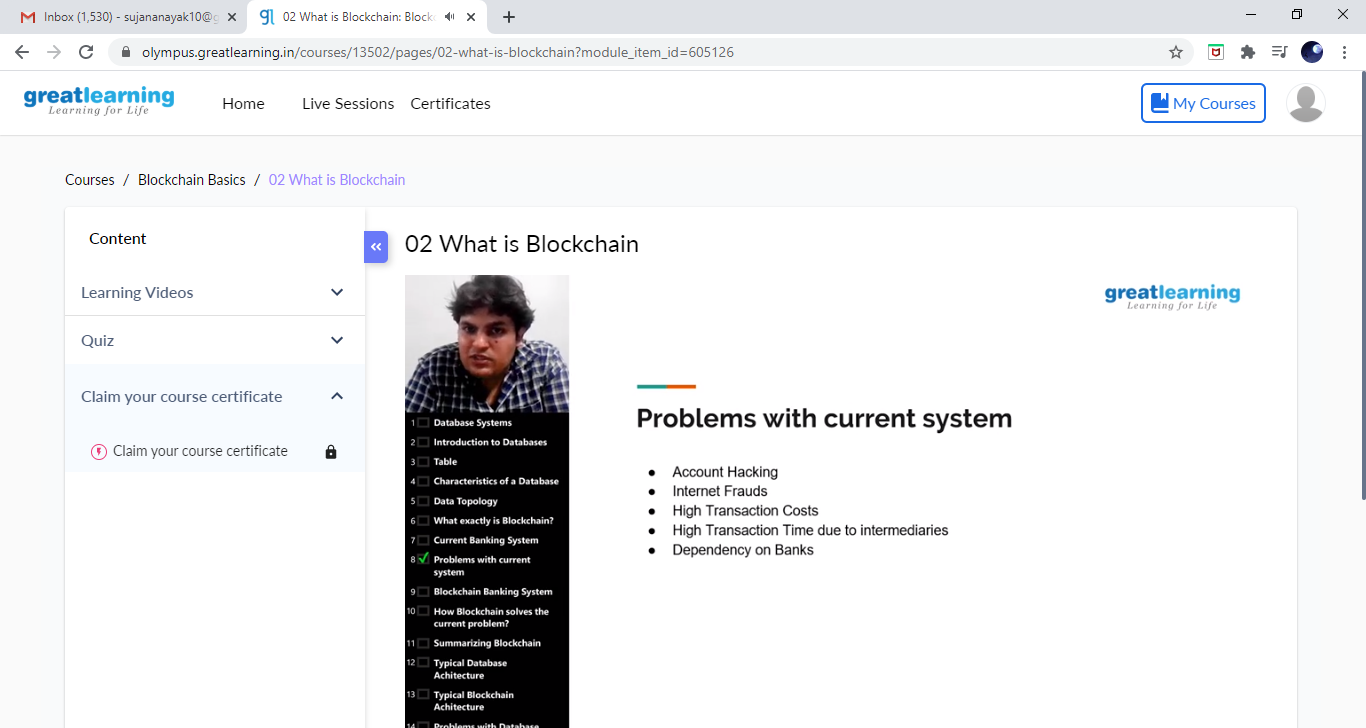 Inbox (1,530) - sujananayak10@g
02 What is Blockchain: Block
olympus.greatlearning.in/courses/13502/pages/02-what-is-blockchain?module_item_id=605126
greatlearning
Learning for Life
Home
Live Sessions
Certificates
My Courses
Courses / Blockchain Basics / 02 What is Blockchain
Content
Learning Videos
Quiz
Claim your course certificate
Claim your course certificate
«
02 What is Blockchain
1 Database Systems
2 Introduction to Databases
3 Table
4 Characteristics of a Database
5 Data Topology
6 What exactly is Blockchain?
7 Current Banking System
8 Problems with current
system
9 Blockchain Banking System
10 How Blockchain solves the
current problem?
11 Summarizing Blockchain
12 Typical Database
Achitecture
13 Typical Blockchain
Achitecture
14 Problems with Database
greatlearning
Learning for Life
Problems with current system
● Account Hacking
● Internet Frauds
● High Transaction Costs
● High Transaction Time due to intermediaries
● Dependency on Banks